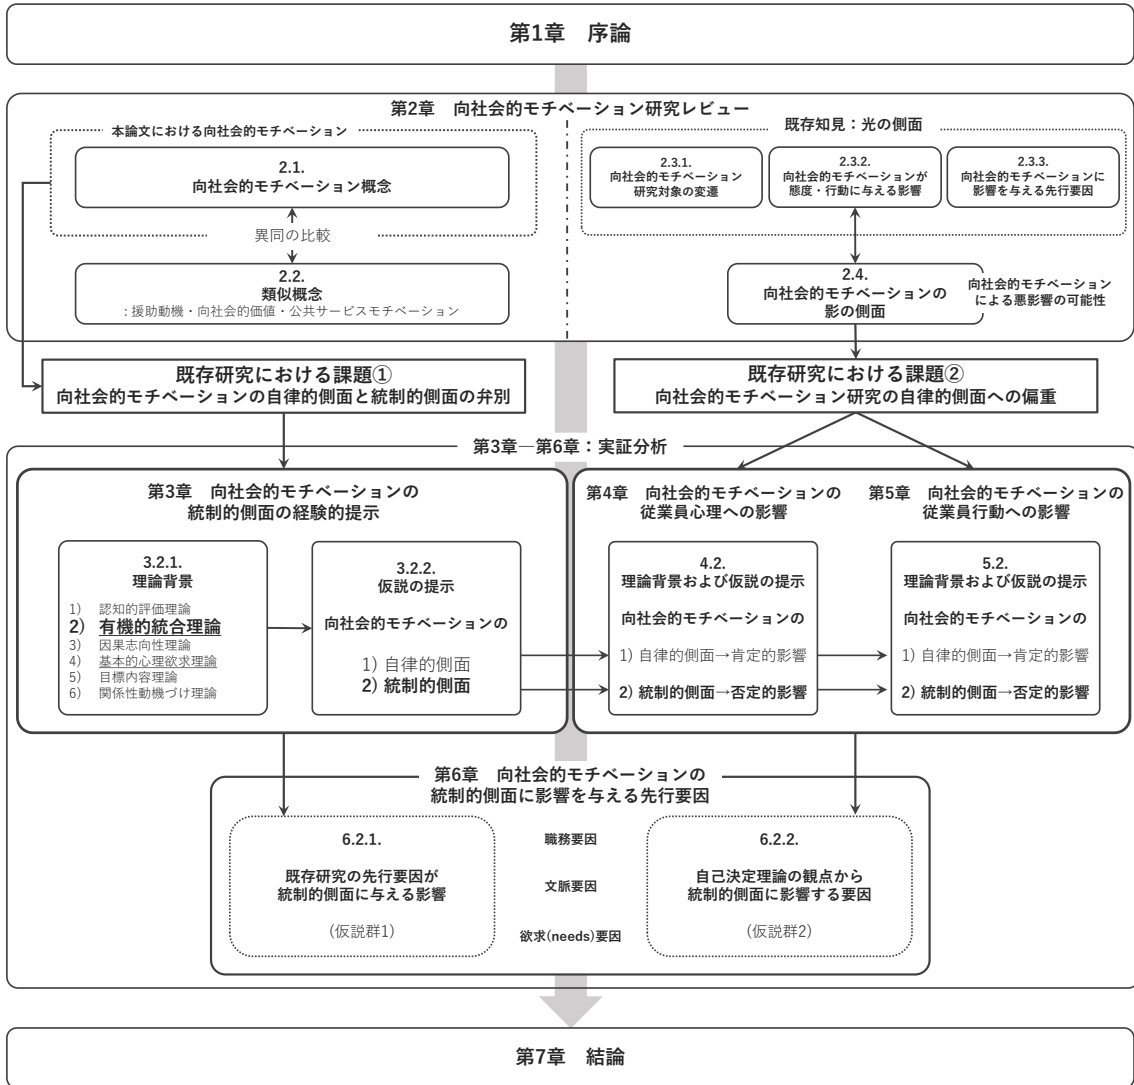 第1章　序論
第2章　向社会的モチベーション研究レビュー
本論文における向社会的モチベーション
2.1.
向社会的モチベーション概念
異同の比較
2.2.
類似概念
: 援助動機・向社会的価値・公共サービスモチベーション
既存知見：光の側面
2.3.1.
向社会的モチベーション
研究対象の変遷
2.3.2.
向社会的モチベーションが
態度・行動に与える影響
2.3.3.
向社会的モチベーションに
影響を与える先行要因
2.4.
向社会的モチベーションの
影の側面
向社会的モチベーション
による悪影響の可能性
既存研究における課題①
向社会的モチベーションの自律的側面と統制的側面の弁別
既存研究における課題②
向社会的モチベーション研究の自律的側面への偏重
第3章―第6章：実証分析
第3章　向社会的モチベーションの
統制的側面の経験的提示
3.2.1.
理論背景
1)　認知的評価理論
2)　有機的統合理論
3)　因果志向性理論
4)　基本的心理欲求理論
5)　目標内容理論
6)　関係性動機づけ理論
3.2.2.
仮説の提示
向社会的モチベーションの
1) 自律的側面
2) 統制的側面
第4章　向社会的モチベーションの
従業員心理への影響
4.2.
理論背景および仮説の提示
向社会的モチベーションの
1) 自律的側面→肯定的影響
2) 統制的側面→否定的影響
第5章　向社会的モチベーションの
従業員行動への影響
5.2.
理論背景および仮説の提示
向社会的モチベーションの
1) 自律的側面→肯定的影響
2) 統制的側面→否定的影響
第6章　向社会的モチベーションの
統制的側面に影響を与える先行要因
6.2.1.
既存研究の先行要因が
統制的側面に与える影響
(仮説群1)
職務要因
文脈要因
欲求(needs)要因
6.2.2.
自己決定理論の観点から
統制的側面に影響する要因
(仮説群2)
第7章　結論